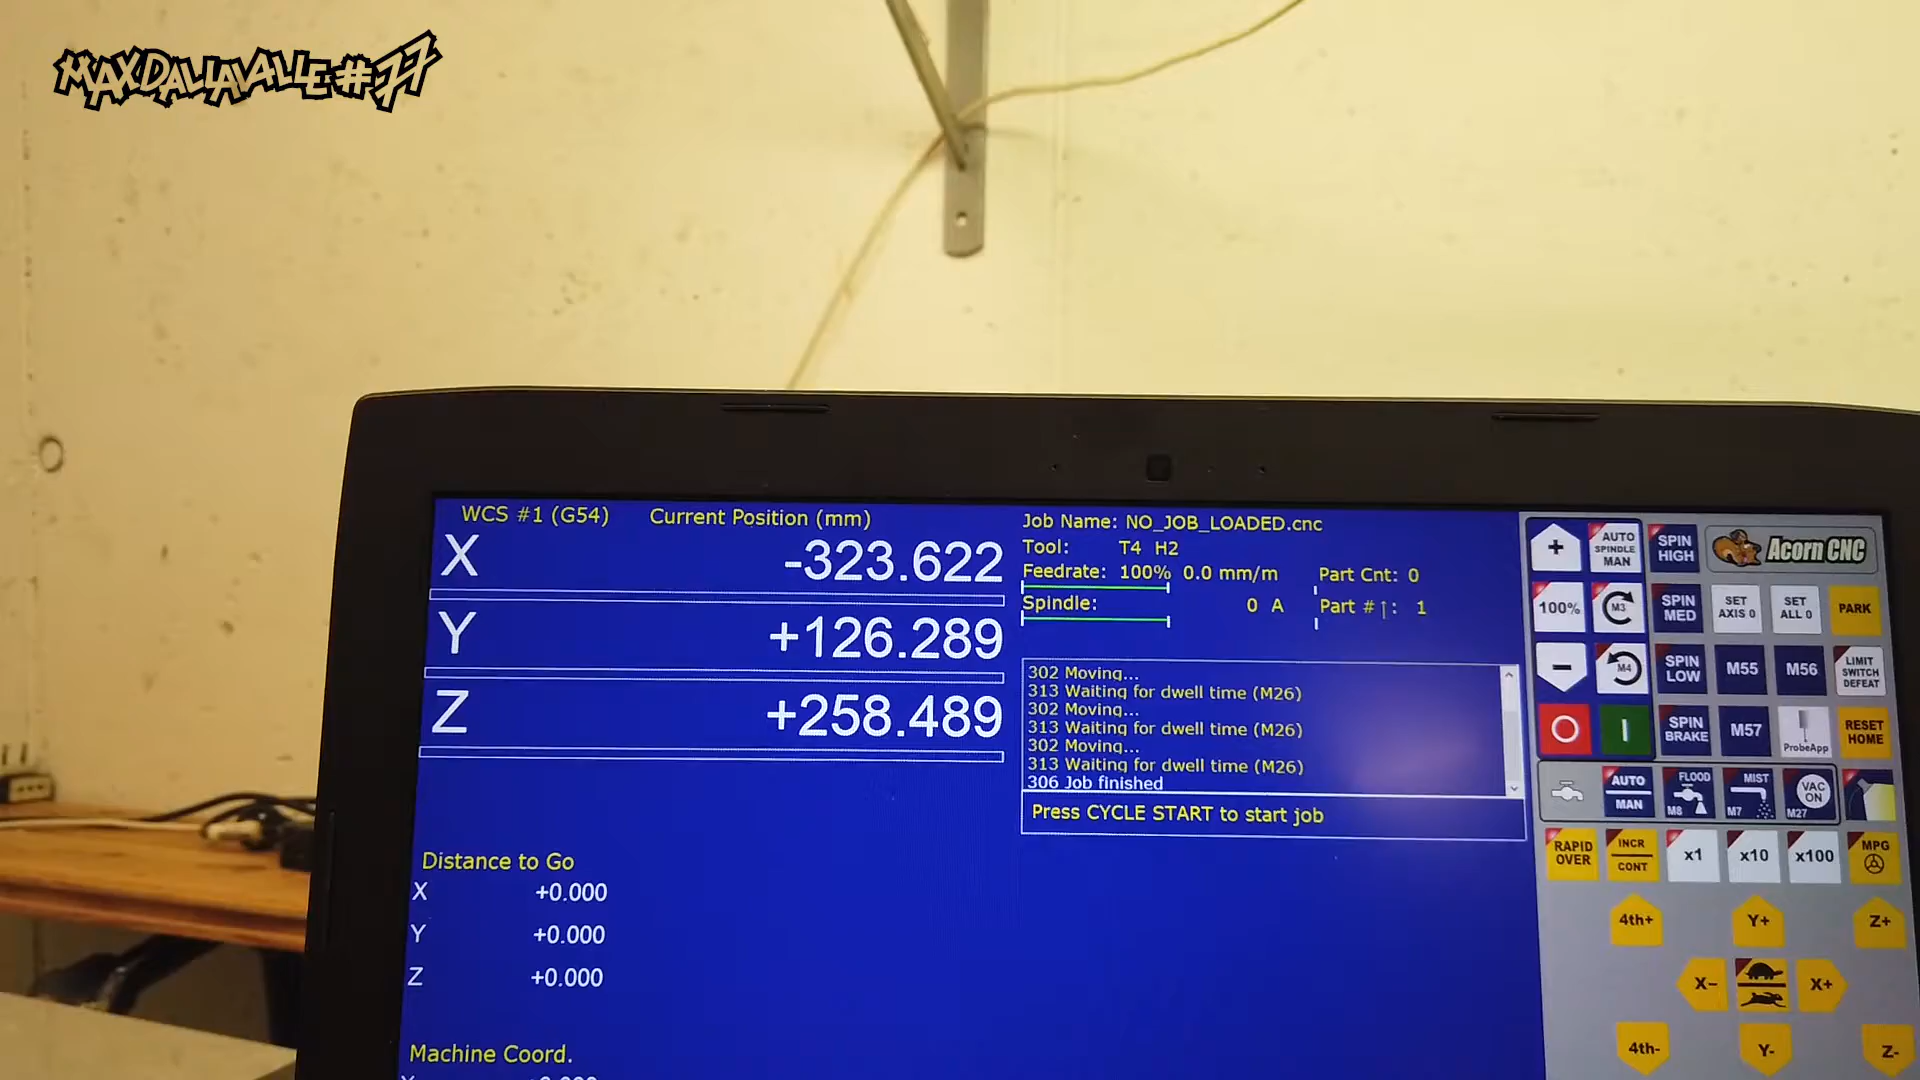 MAXDALLAVALLE#77
WCS #1 (G54) Current Position (mm)
X -323.622
Y +126.289
Z +258.489
Job Name: NO_JOB_LOADED.cnc
Tool: T4 H2
Feedrate: 100% 0.0 mm/m Part Cnt: 0
Spindle: 0 A Part #↑: 1
302 Moving...
313 Waiting for dwell time (M26)
302 Moving...
313 Waiting for dwell time (M26)
302 Moving...
313 Waiting for dwell time (M26)
306 Job finished
Press CYCLE START to start job
Distance to Go
X +0.000
Y +0.000
Z +0.000
Machine Coord.
+ AUTO SPINDLE MAN SPIN HIGH Acorn CNC
100% M3 SPIN MED SET AXIS 0 SET ALL 0 PARK
- M4 SPIN LOW M55 M56 LIMIT SWITCH DEFEAT
SPIN BRAKE M57 ProbeApp RESET HOME
AUTO MAN FLOOD M8 MIST M7 VAC ON M27
RAPID OVER INCR CONT x1 x10 x100 MPG
4th+ Y+ Z+
X- X+
4th- Y- Z-